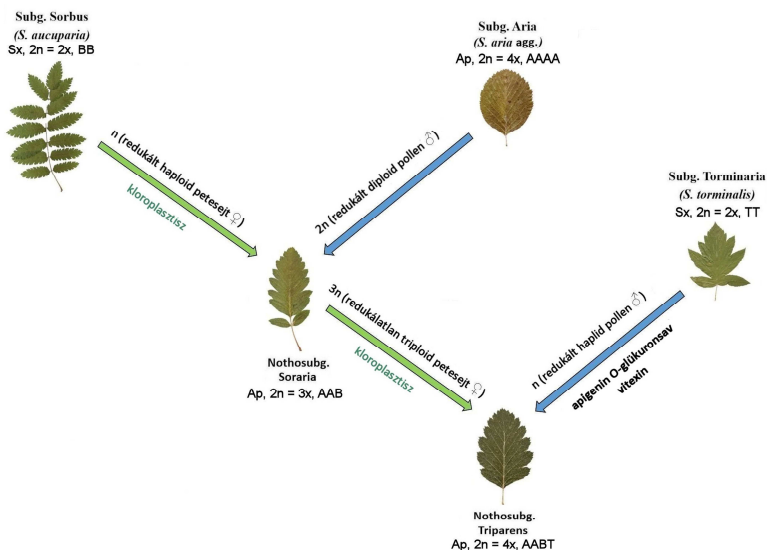 Subg. Sorbus
(S. aucuparia)
Sx, 2n = 2x, BB
Subg. Aria
(S. aria agg.)
Ap, 2n = 4x, AAAA
n (redukált haploid petesejt ♀)
kloroplasztisz
2n (redukált diploid pollen ♂)
Subg. Torminaria
(S. torminalis)
Sx, 2n = 2x, TT
Nothosubg.
Soraria
Ap, 2n = 3x, AAB
3n (redukálatlan triploid petesejt ♀)
kloroplasztisz
n (redukált haplid pollen ♂)
apigenin O-glükuronsav
vitexin
Nothosubg.
Triparens
Ap, 2n = 4x, AABT